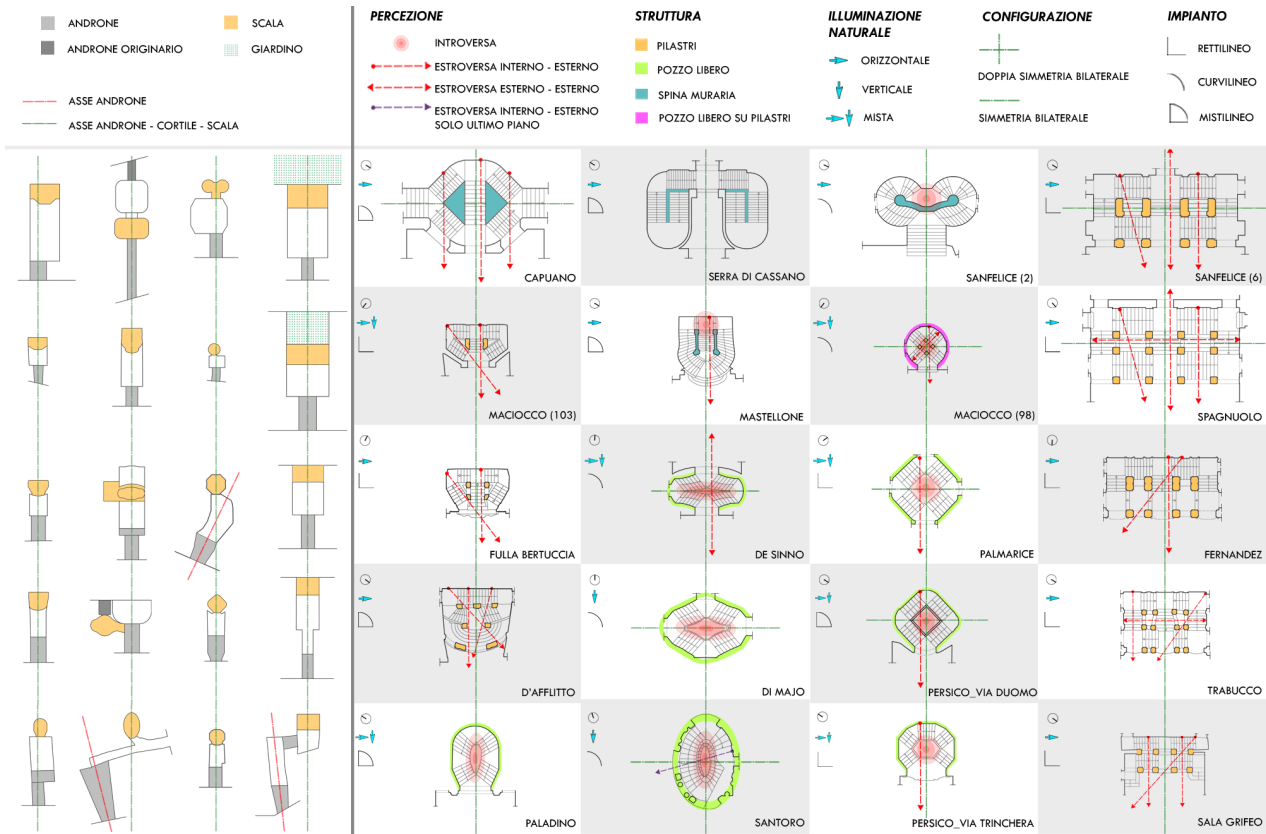 ANDRONE
SCALA
ANDRONE ORIGINARIO
GIARDINO
ASSE ANDRONE
ASSE ANDRONE - CORTILE - SCALA
PERCEZIONE
INTROVERSA
ESTROVERSA INTERNO - ESTERNO
ESTROVERSA ESTERNO - ESTERNO
ESTROVERSA INTERNO - ESTERNO
SOLO ULTIMO PIANO
STRUTTURA
PILASTRI
POZZO LIBERO
SPINA MURARIA
POZZO LIBERO SU PILASTRI
ILLUMINAZIONE
NATURALE
ORIZZONTALE
VERTICALE
MISTA
CONFIGURAZIONE
DOPPIA SIMMETRIA BILATERALE
SIMMETRIA BILATERALE
IMPIANTO
RETTILINEO
CURVILINEO
MISTILINEO
CAPUANO
SERRA DI CASSANO
SANFELICE (2)
SANFELICE (6)
MACIOCCO (103)
MASTELLONE
MACIOCCO (98)
SPAGNUOLO
FULLA BERTUCCIA
DE SINNO
PALMARICE
FERNANDEZ
D'AFFLITTO
DI MAJO
PERSICO_VIA DUOMO
TRABUCCO
PALADINO
SANTORO
PERSICO_VIA TRINCHERA
SALA GRIFEO